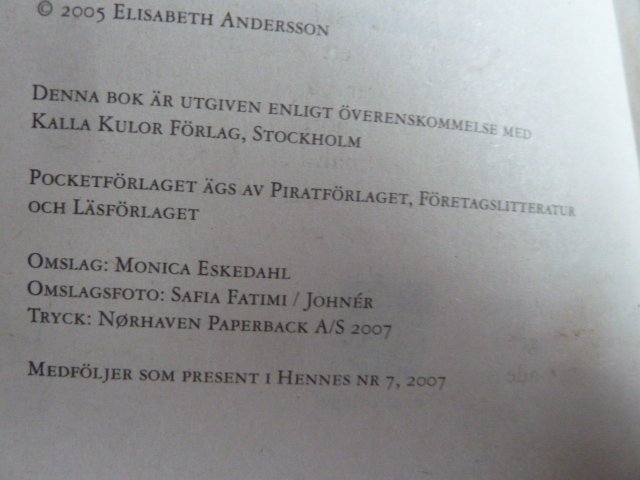 © 2005 Elisabeth Andersson
Denna bok är utgiven enligt överenskommelse med
Kalla Kulor Förlag, Stockholm
Pocketförlaget ägs av Piratförlaget, Företagslitteratur
och Läsförlaget
Omslag: Monica Eskedahl
Omslagsfoto: Safia Fatimi / Johnér
Tryck: Nørhaven Paperback A/S 2007
Medföljer som present i Hennes nr 7, 2007